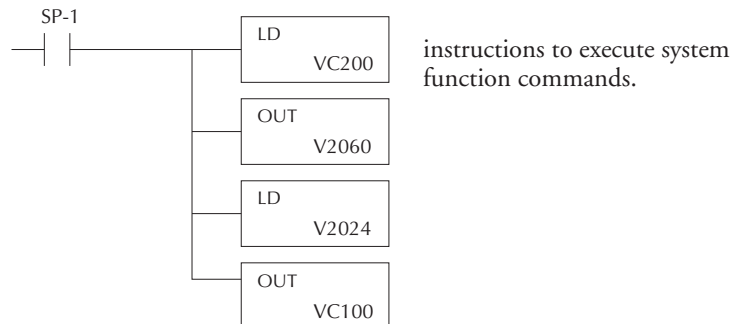 SP-1
LD
VC200
instructions to execute system
function commands.
OUT
V2060
LD
V2024
OUT
VC100